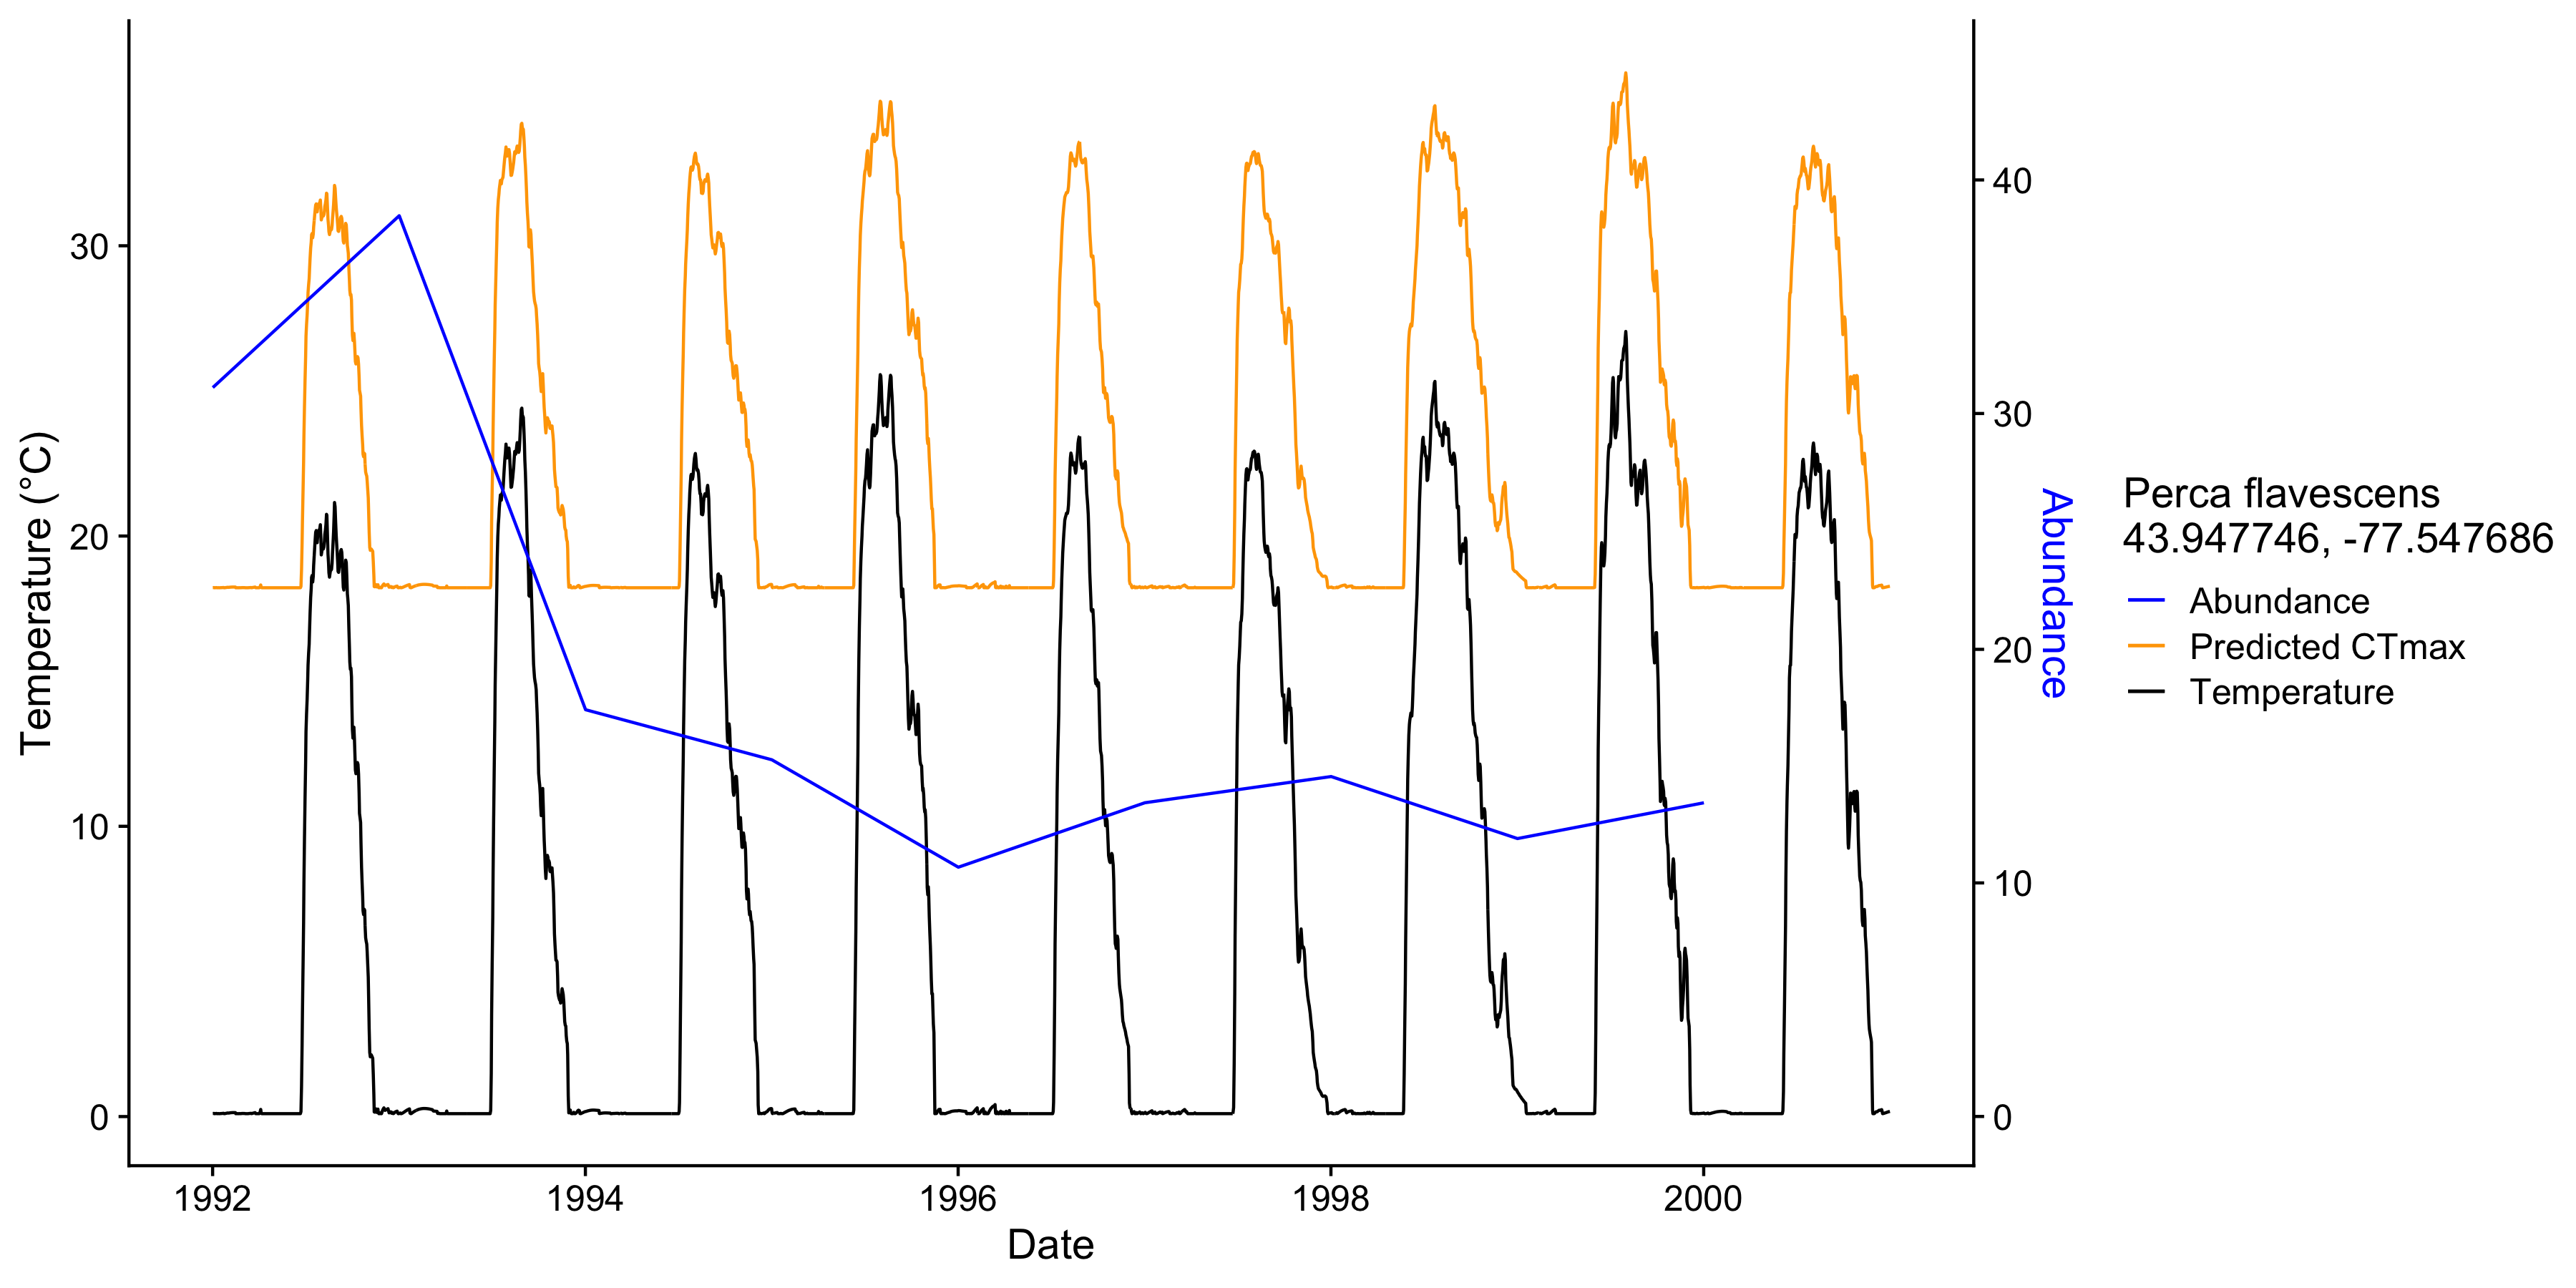 Temperature (°C)
30
20
10
0
1992
1994
1996
1998
2000
Date
40
30
20
10
0
Abundance
Perca flavescens
43.947746, -77.547686
Abundance
Predicted CTmax
Temperature